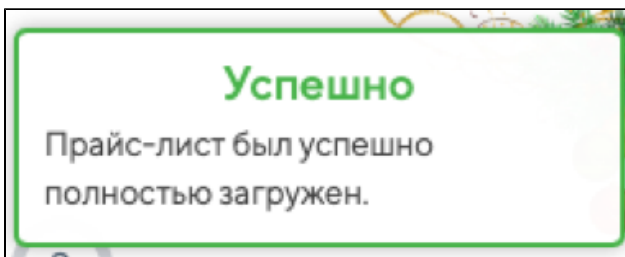 Успешно
Прайс-лист был успешно
полностью загружен.